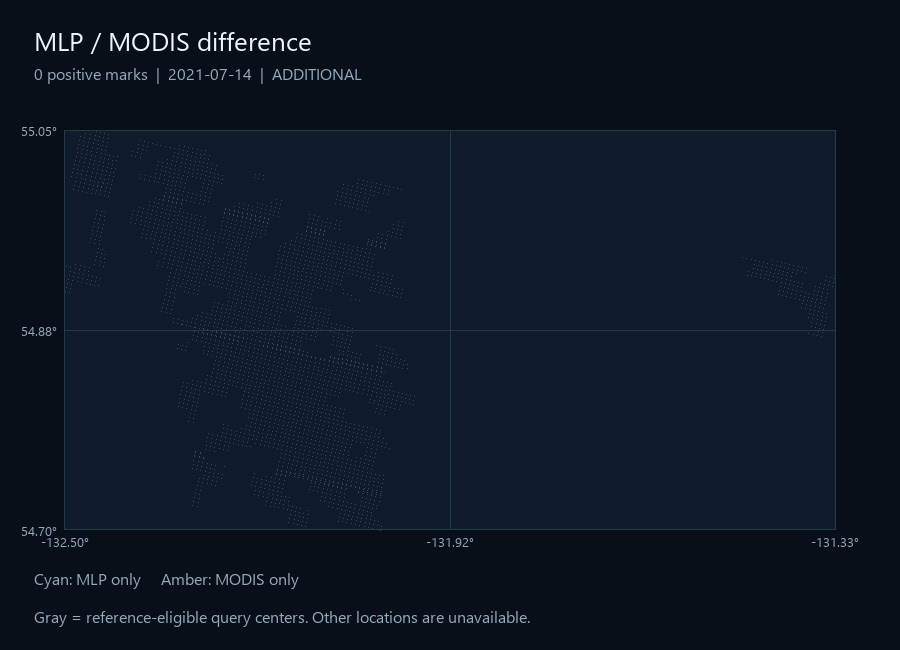 MLP / MODIS difference
0 positive marks | 2021-07-14 | ADDITIONAL
55.05°
54.88°
54.70°
-132.50° -131.92° -131.33°
Cyan: MLP only Amber: MODIS only
Gray = reference-eligible query centers. Other locations are unavailable.